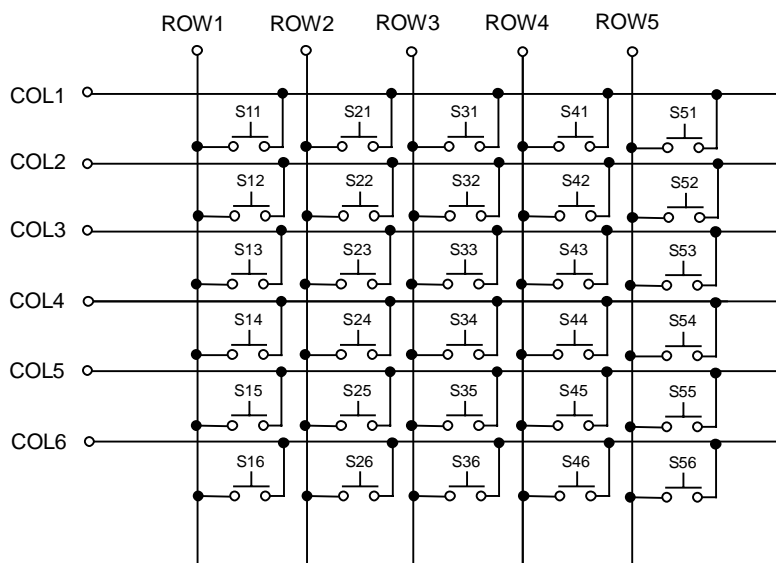 ROW1 ROW2 ROW3 ROW4 ROW5
COL1
S11 S21 S31 S41 S51
COL2
S12 S22 S32 S42 S52
COL3
S13 S23 S33 S43 S53
COL4
S14 S24 S34 S44 S54
COL5
S15 S25 S35 S45 S55
COL6
S16 S26 S36 S46 S56